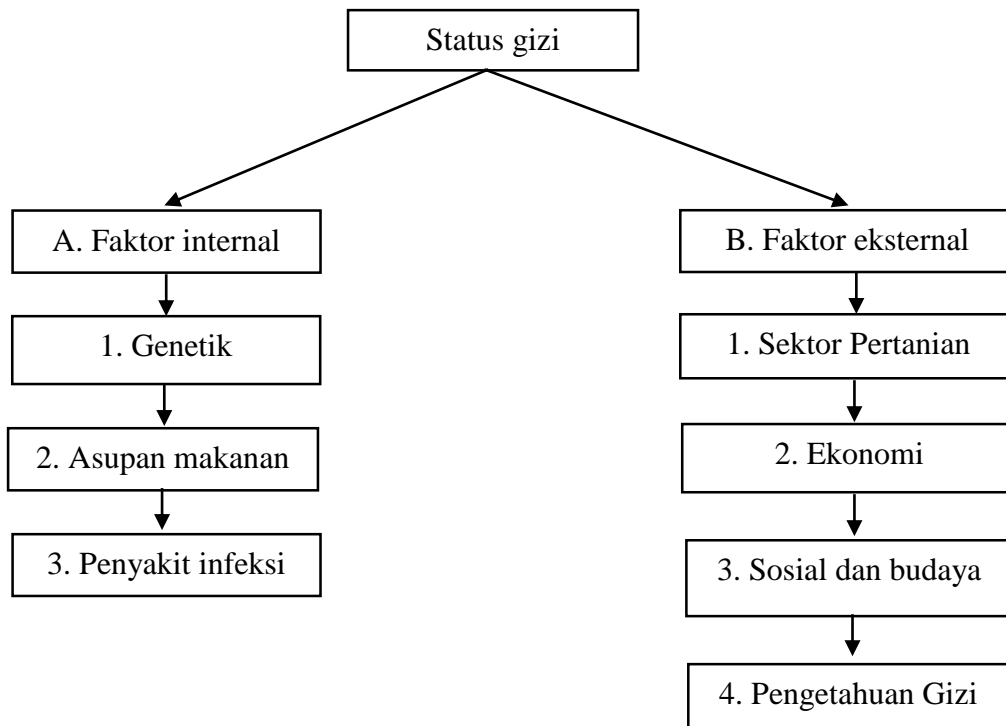 Status gizi
A. Faktor internal
1. Genetik
2. Asupan makanan
3. Penyakit infeksi
B. Faktor eksternal
1. Sektor Pertanian
2. Ekonomi
3. Sosial dan budaya
4. Pengetahuan Gizi